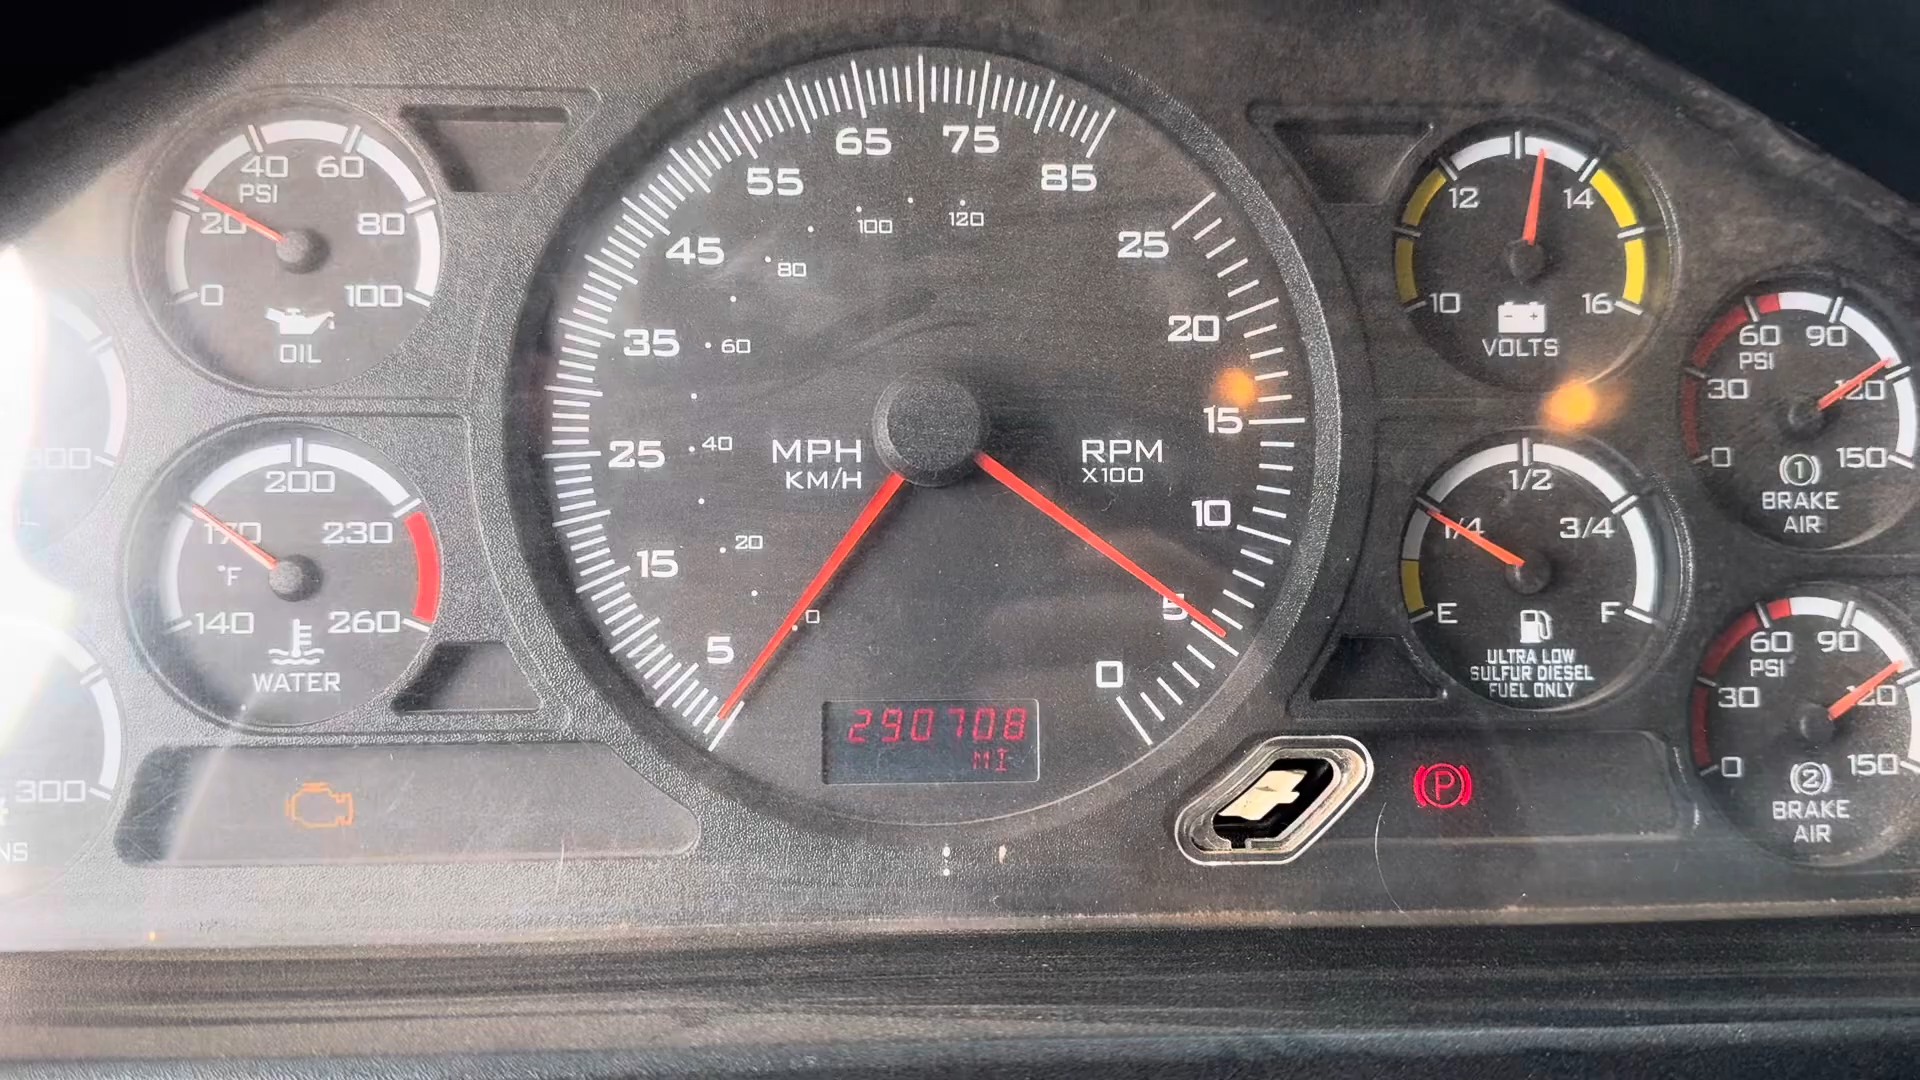 40 60
PSI
20 80
0 100
OIL
200
170 230
°F
140 260
WATER
300
300
NS
5
15
25
35
45
55
65
75
85
0
20
40
60
80
100
120
MPH
KM/H
RPM
X100
25
20
15
10
5
0
290708
MI
12 14
10 16
VOLTS
1/2
1/4 3/4
E F
ULTRA LOW
SULFUR DIESEL
FUEL ONLY
P
60 90
PSI
30 120
0 150
1
BRAKE
AIR
60 90
PSI
30 120
0 150
2
BRAKE
AIR